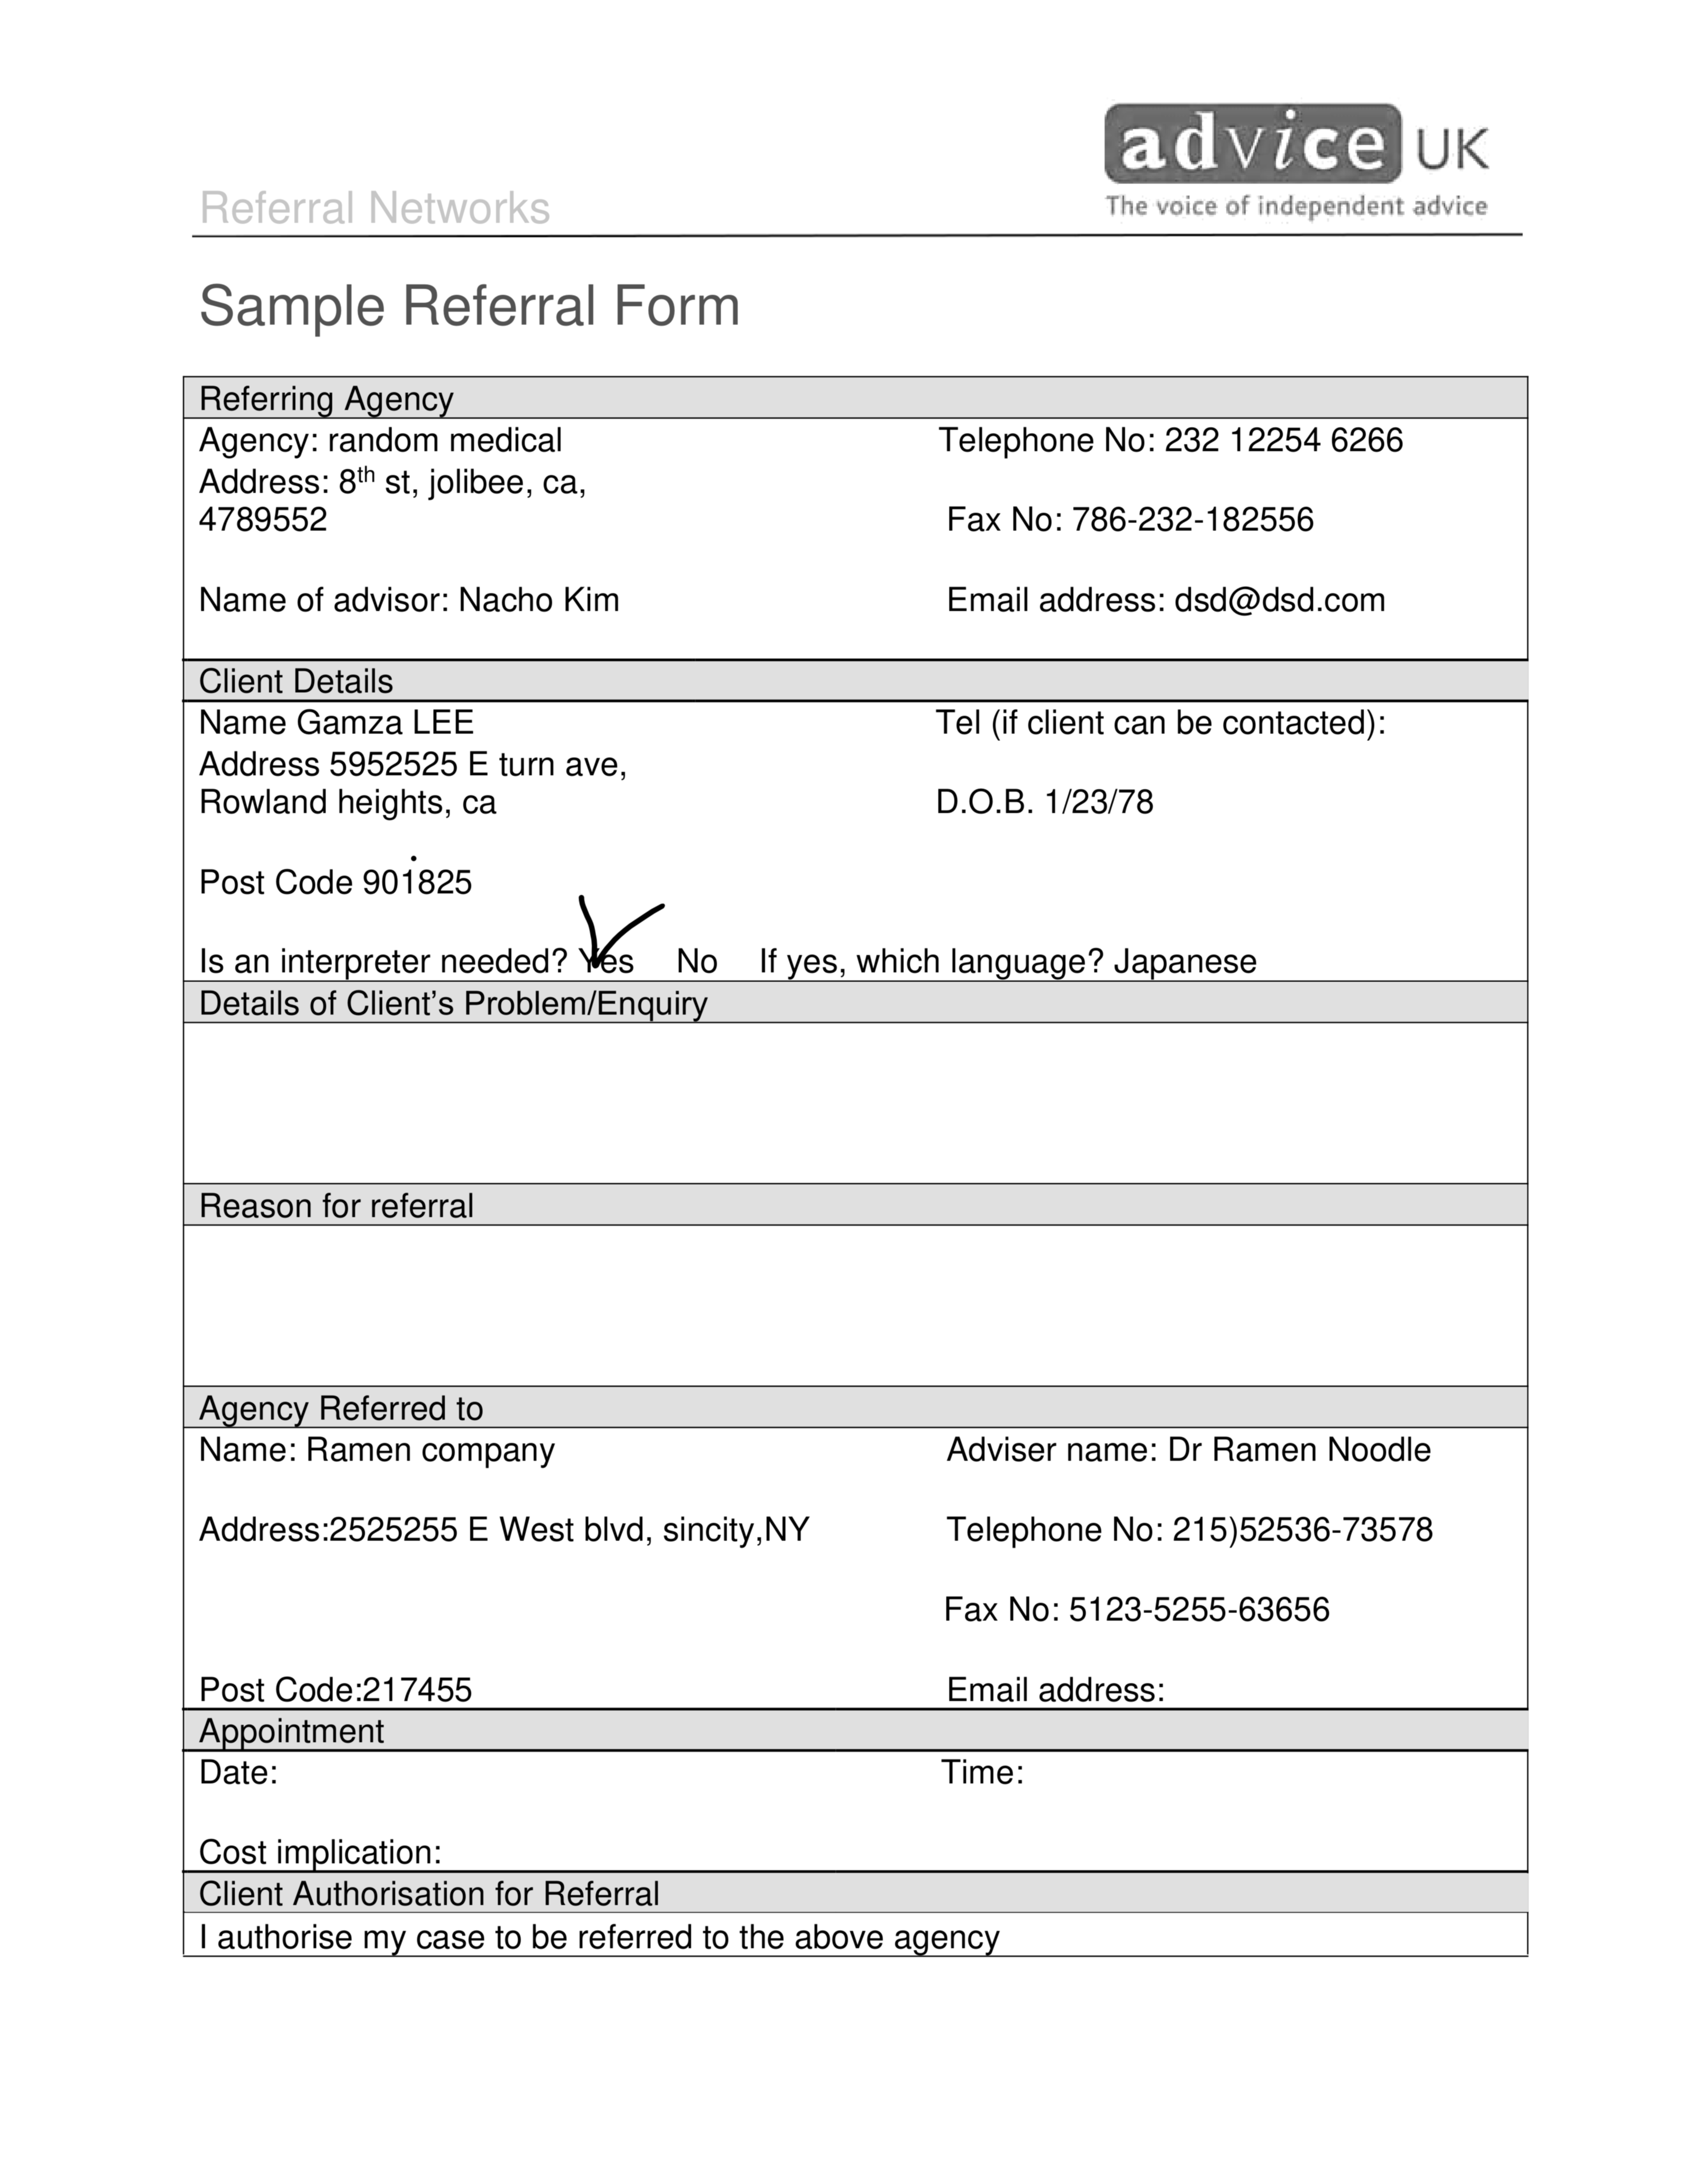 advice UK
The voice of independent advice
Referral Networks
Sample Referral Form
Referring Agency
Agency: random medical Telephone No: 232 12254 6266
Address: 8th st, jolibee, ca,
4789552 Fax No: 786-232-182556
Name of advisor: Nacho Kim Email address: dsd@dsd.com
Client Details
Name Gamza LEE Tel (if client can be contacted):
Address 5952525 E turn ave,
Rowland heights, ca D.O.B. 1/23/78
Post Code 901825
Is an interpreter needed? Yes No If yes, which language? Japanese
Details of Client's Problem/Enquiry
Reason for referral
Agency Referred to
Name: Ramen company Adviser name: Dr Ramen Noodle
Address:2525255 E West blvd, sincity,NY Telephone No: 215)52536-73578
Fax No: 5123-5255-63656
Post Code:217455 Email address:
Appointment
Date: Time:
Cost implication:
Client Authorisation for Referral
I authorise my case to be referred to the above agency